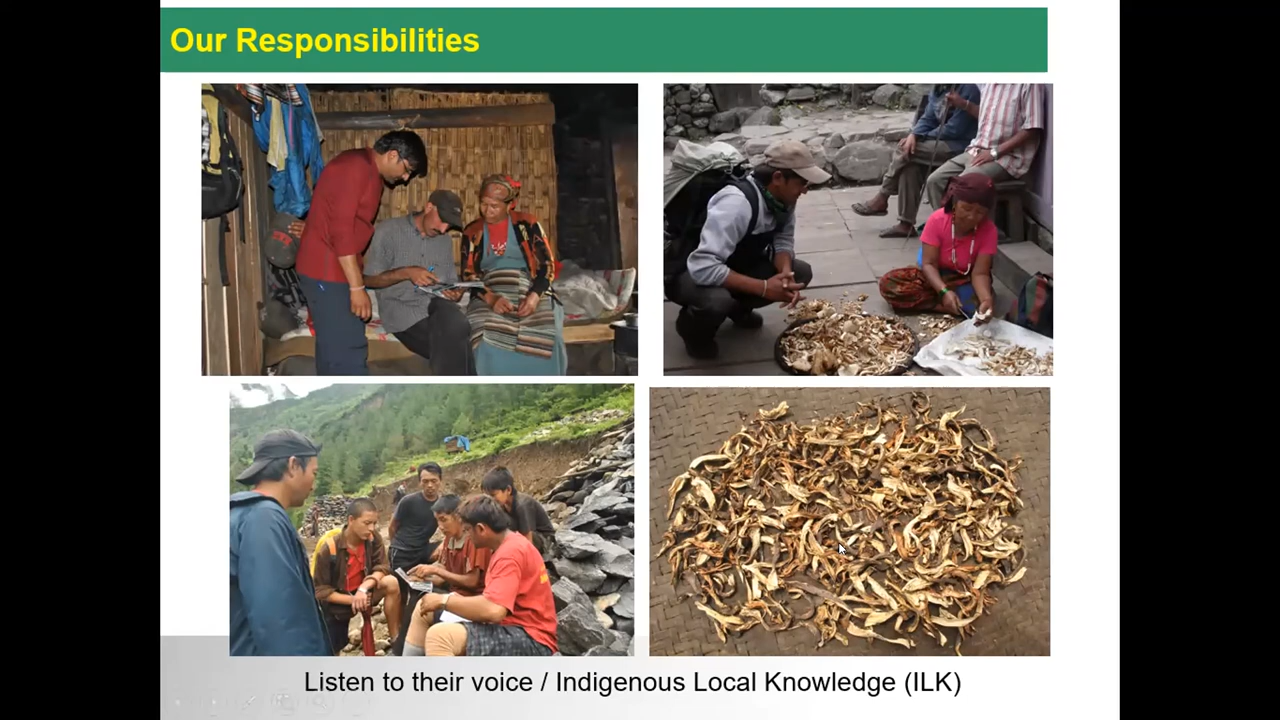 Our Responsibilities
Listen to their voice / Indigenous Local Knowledge (ILK)